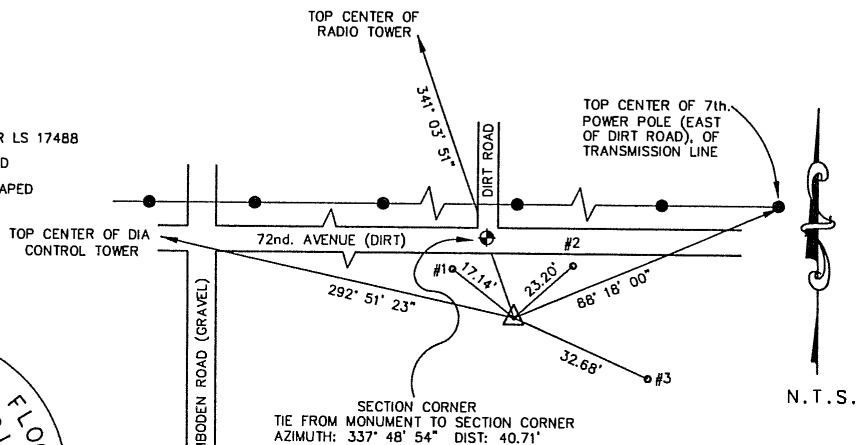 TOP CENTER OF
RADIO TOWER
341° 03' 51"
DIRT ROAD
TOP CENTER OF 7th.
POWER POLE (EAST
OF DIRT ROAD), OF
TRANSMISSION LINE
R LS 17488
D
APED
TOP CENTER OF DIA
CONTROL TOWER
72nd. AVENUE (DIRT)
#1
17.14'
#2
23.20'
88° 18' 00"
292° 51' 23"
32.68'
#3
BODEN ROAD (GRAVEL)
SECTION CORNER
TIE FROM MONUMENT TO SECTION CORNER
AZIMUTH: 337° 48' 54" DIST: 40.71'
N.T.S.
FLO